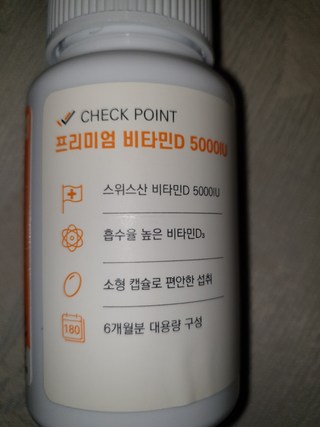 CHECK POINT
프리미엄 비타민D 5000IU
스위스산 비타민D 5000IU
흡수율 높은 비타민D₃
소형 캡슐로 편안한 섭취
180
6개월분 대용량 구성